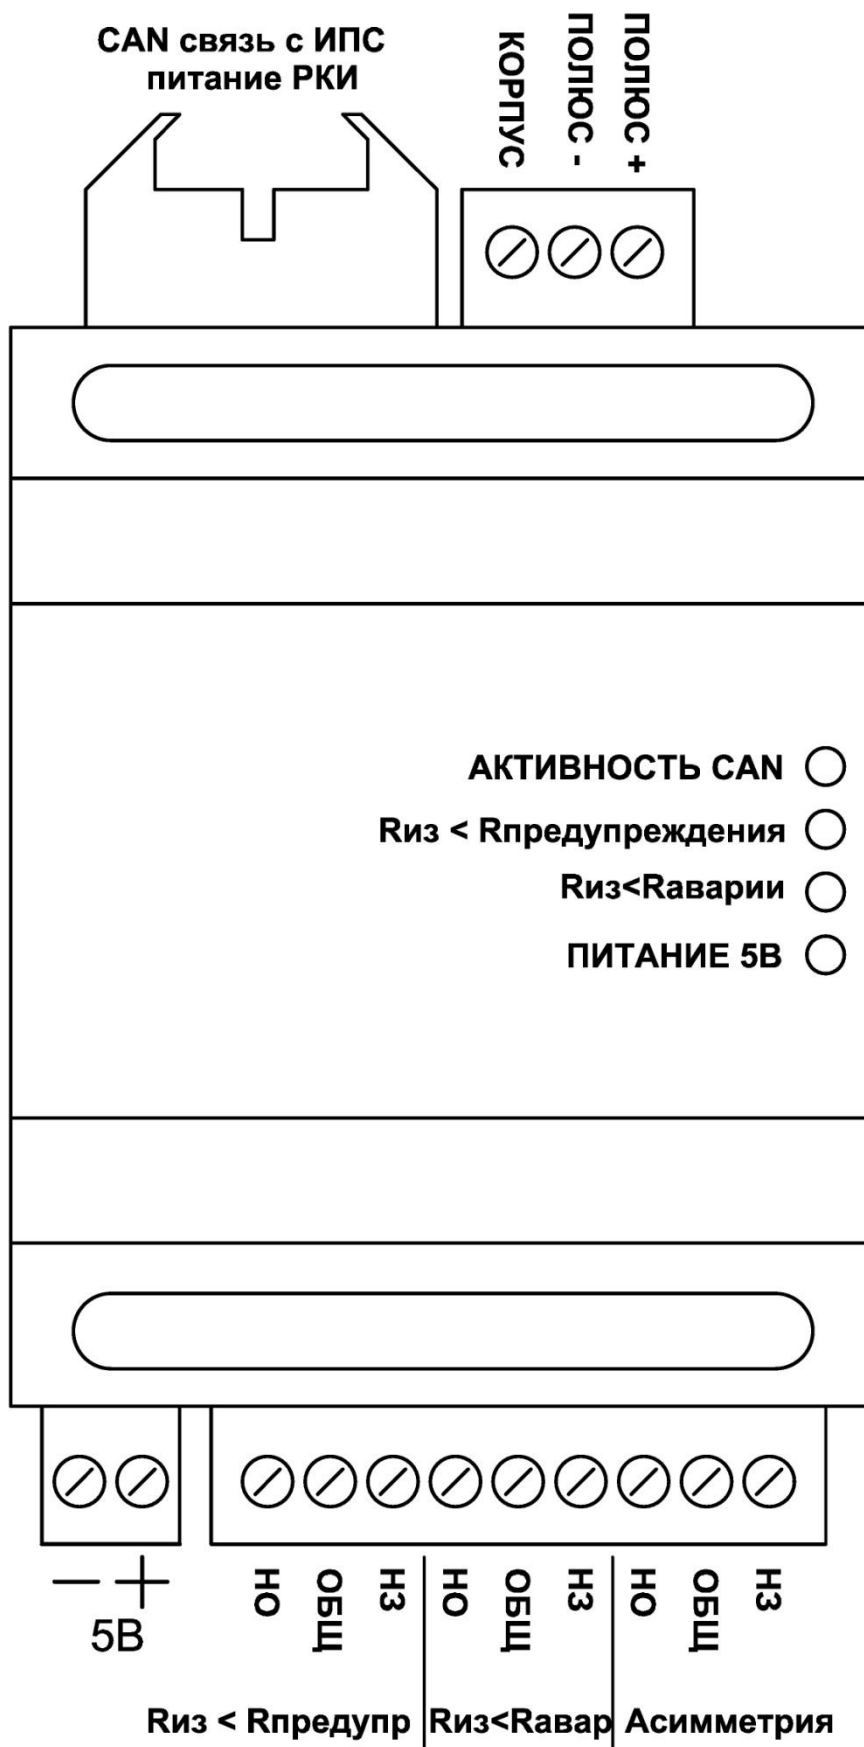 CAN связь с ИПС
питание РКИ
КОРПУС
ПОЛЮС -
ПОЛЮС +
АКТИВНОСТЬ CAN
Rиз < Rпредупреждения
Rиз<Rаварии
ПИТАНИЕ 5В
— +
5В
НО ОБЩ НЗ НО ОБЩ НЗ НО ОБЩ НЗ
Rиз < Rпредупр Rиз<Rавар Асимметрия